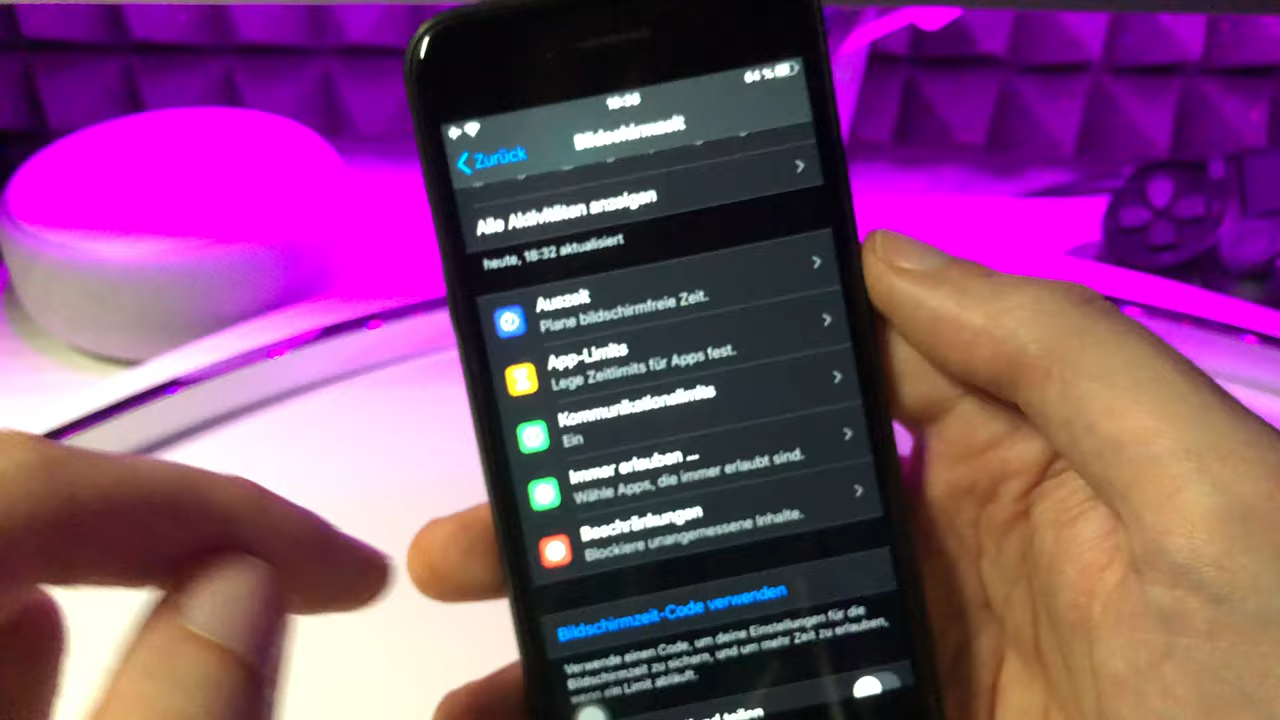 64 %
Bildschirmzeit
Zurück
Alle Aktivitäten anzeigen
heute, 18:32 aktualisiert
Auszeit
Plane bildschirmfreie Zeit.
App-Limits
Lege Zeitlimits für Apps fest.
Kommunikationslimits
Ein
Immer erlauben ...
Wähle Apps, die immer erlaubt sind.
Beschränkungen
Blockiere unangemessene Inhalte.
Bildschirmzeit-Code verwenden
Verwende einen Code, um deine Einstellungen für die
Bildschirmzeit zu sichern, und um mehr Zeit zu erlauben,
wenn ein Limit abläuft.
teilen